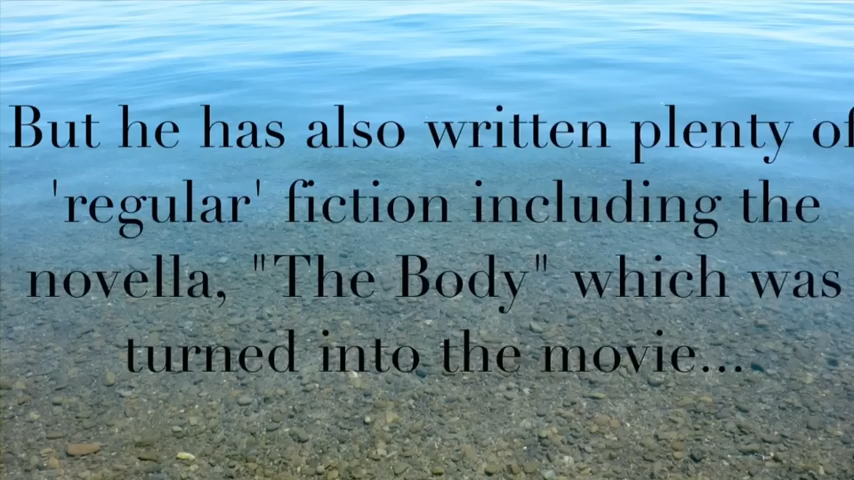 But he has also written plenty of
'regular' fiction including the
novella, "The Body" which was
turned into the movie...